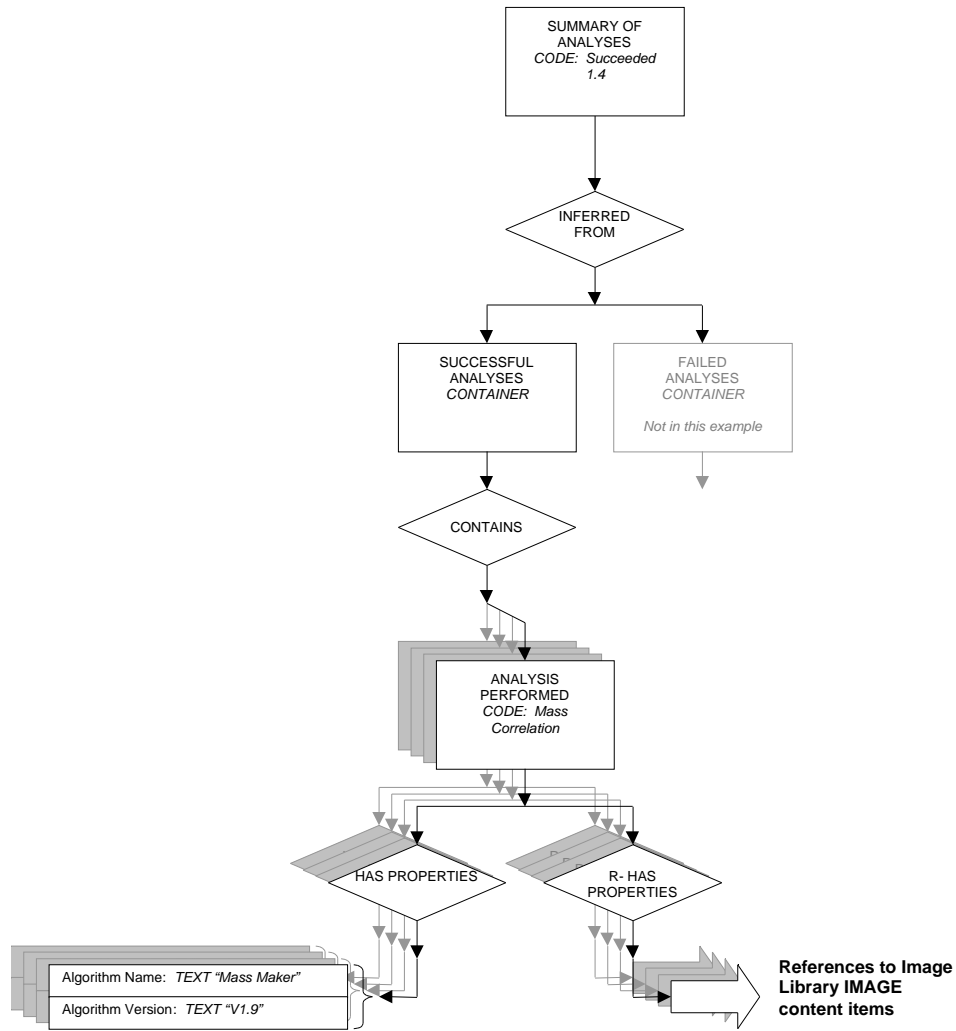 SUMMARY OF
ANALYSES
CODE: Succeeded
1.4
INFERRED
FROM
SUCCESSFUL
ANALYSES
CONTAINER
FAILED
ANALYSES
CONTAINER
Not in this example
CONTAINS
ANALYSIS
PERFORMED
CODE: Mass
Correlation
HAS PROPERTIES
R- HAS
PROPERTIES
Algorithm Name: TEXT “Mass Maker”
Algorithm Version: TEXT “V1.9”
References to Image
Library IMAGE
content items